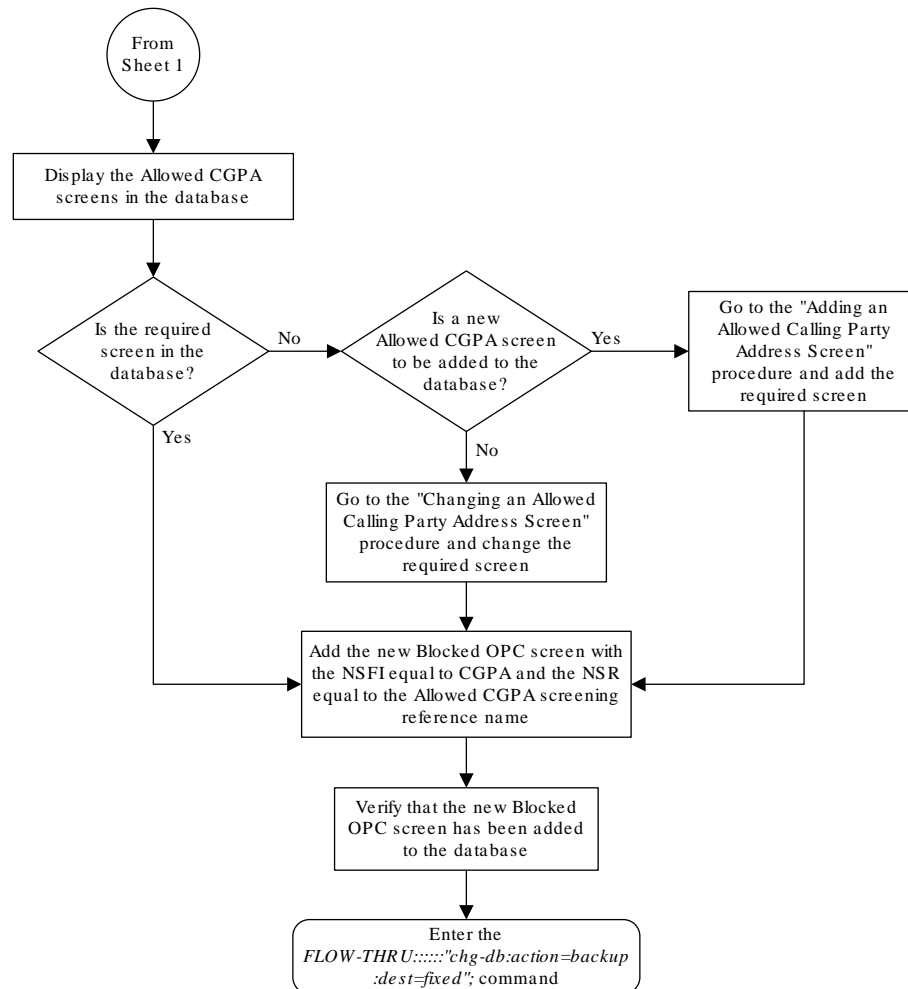 From
Sheet 1
Display the Allowed CGPA
screens in the database
Is the required
screen in the
database?
No
Is a new
Allowed CGPA screen
to be added to the
database?
Yes
Go to the "Adding an
Allowed Calling Party
Address Screen"
procedure and add the
required screen
Yes
No
Go to the "Changing an Allowed
Calling Party Address Screen"
procedure and change the
required screen
Add the new Blocked OPC screen with
the NSFI equal to CGPA and the NSR
equal to the Allowed CGPA screening
reference name
Verify that the new Blocked
OPC screen has been added
to the database
Enter the
FLOW-THRU::::::"chg-db:action=backup
:dest=fixed"; command